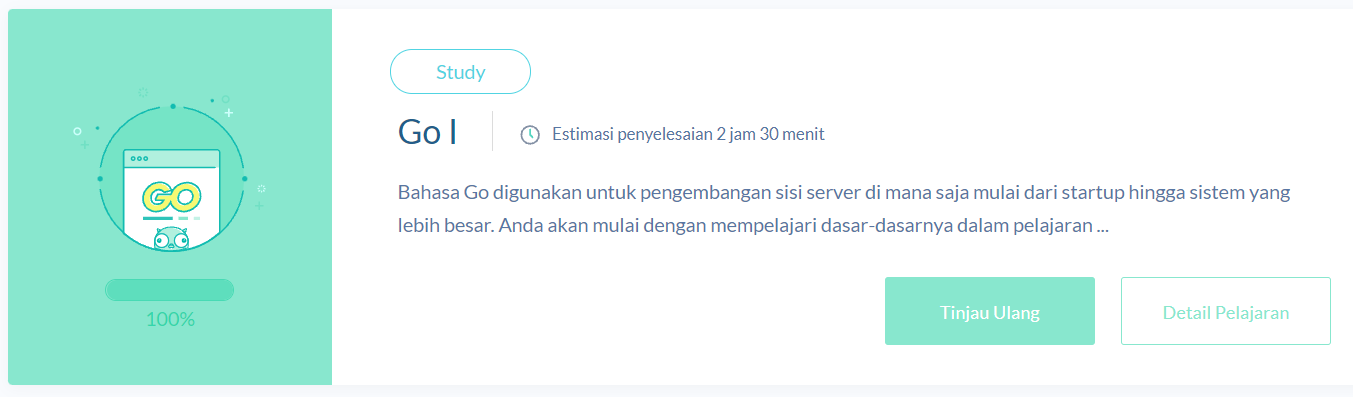 Study
Go I
Estimasi penyelesaian 2 jam 30 menit
Bahasa Go digunakan untuk pengembangan sisi server di mana saja mulai dari startup hingga sistem yang
lebih besar. Anda akan mulai dengan mempelajari dasar-dasarnya dalam pelajaran ...
GO
100%
Tinjau Ulang
Detail Pelajaran